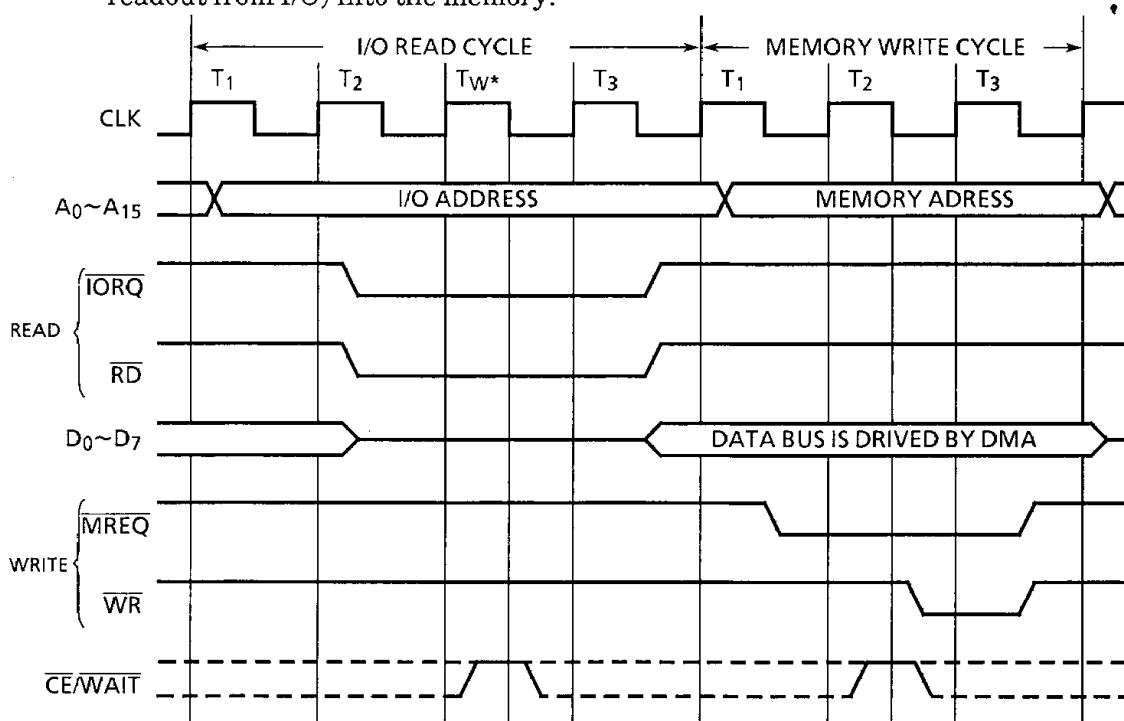 readout from I/O) into the memory.
I/O READ CYCLE MEMORY WRITE CYCLE
T1 T2 TW* T3 T1 T2 T3
CLK
A0~A15 I/O ADDRESS MEMORY ADRESS
IORQ
READ
RD
D0~D7 DATA BUS IS DRIVED BY DMA
MREQ
WRITE
WR
CE/WAIT